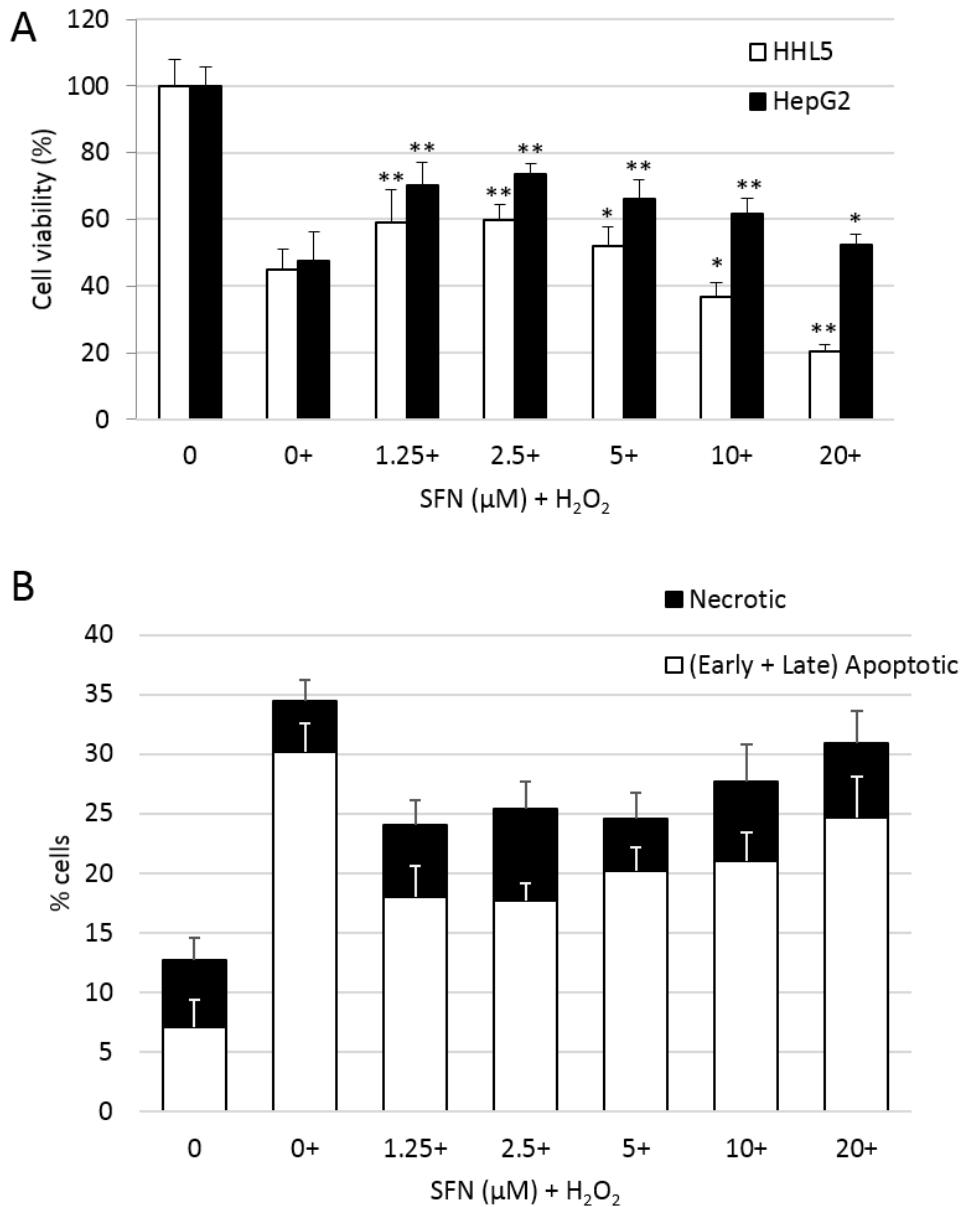 A
120
100
80
60
40
20
0
Cell viability (%)
HHL5
HepG2
** **
** **
* **
* **
** *
0 0+ 1.25+ 2.5+ 5+ 10+ 20+
SFN (µM) + H₂O₂
B
Necrotic
(Early + Late) Apoptotic
40
35
30
25
20
15
10
5
0
% cells
0 0+ 1.25+ 2.5+ 5+ 10+ 20+
SFN (µM) + H₂O₂